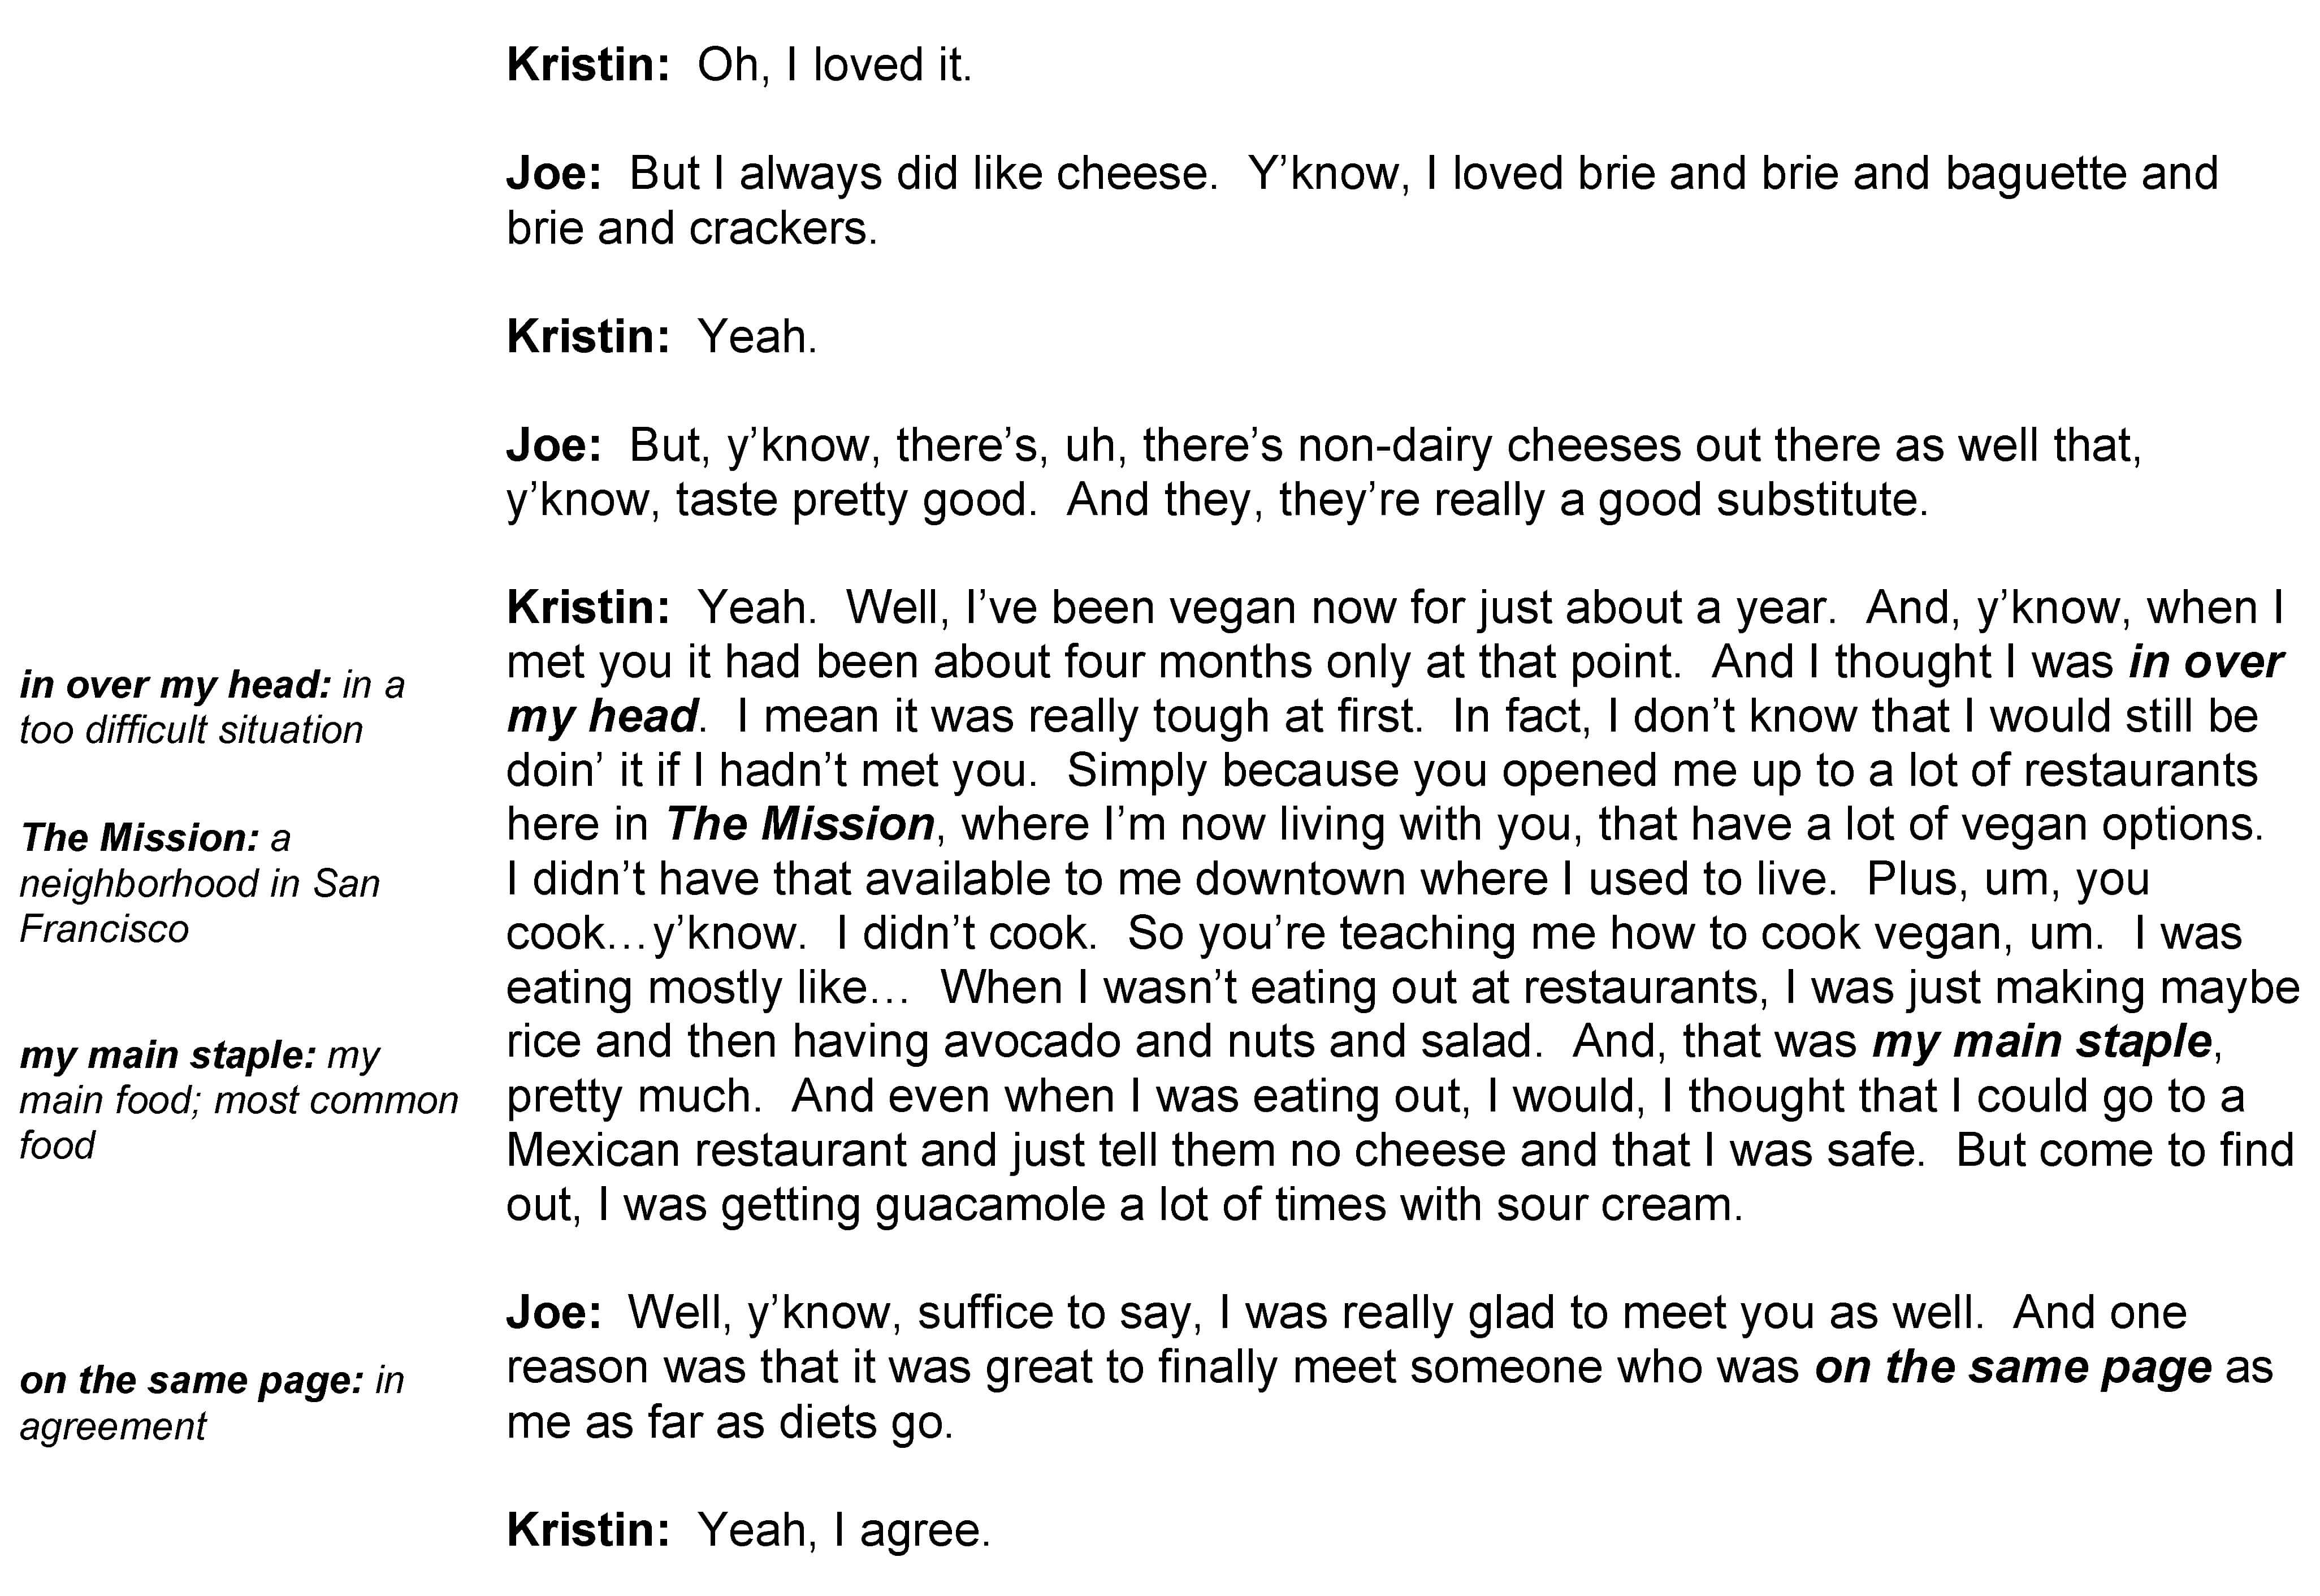 Kristin:  Oh, I loved it.
Joe:  But I always did like cheese.  Y’know, I loved brie and brie and baguette and
brie and crackers.
Kristin:  Yeah.
Joe:  But, y’know, there’s, uh, there’s non-dairy cheeses out there as well that,
y’know, taste pretty good.  And they, they’re really a good substitute.
Kristin:  Yeah.  Well, I’ve been vegan now for just about a year.  And, y’know, when I
met you it had been about four months only at that point.  And I thought I was in over
my head.  I mean it was really tough at first.  In fact, I don’t know that I would still be
doin’ it if I hadn’t met you.  Simply because you opened me up to a lot of restaurants
here in The Mission, where I’m now living with you, that have a lot of vegan options.
I didn’t have that available to me downtown where I used to live.  Plus, um, you
cook…y’know.  I didn’t cook.  So you’re teaching me how to cook vegan, um.  I was
eating mostly like…  When I wasn’t eating out at restaurants, I was just making maybe
rice and then having avocado and nuts and salad.  And, that was my main staple,
pretty much.  And even when I was eating out, I would, I thought that I could go to a
Mexican restaurant and just tell them no cheese and that I was safe.  But come to find
out, I was getting guacamole a lot of times with sour cream.
Joe:  Well, y’know, suffice to say, I was really glad to meet you as well.  And one
reason was that it was great to finally meet someone who was on the same page as
me as far as diets go.
Kristin:  Yeah, I agree.
in over my head: in a
too difficult situation
The Mission: a
neighborhood in San
Francisco
my main staple: my
main food; most common
food
on the same page: in
agreement